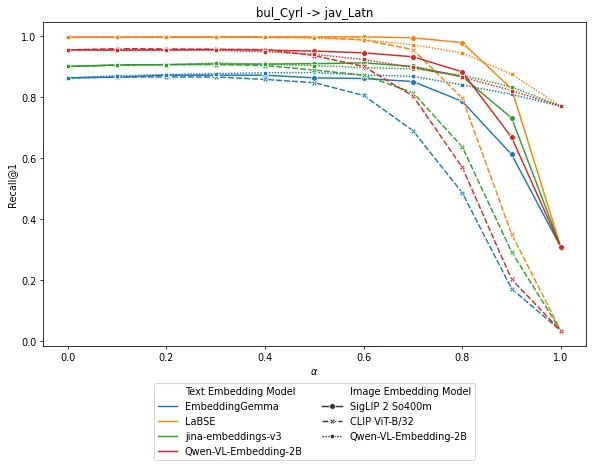 bul_Cyrl -> jav_Latn
Recall@1
1.0
0.8
0.6
0.4
0.2
0.0
0.0 0.2 0.4 0.6 0.8 1.0
α
Text Embedding Model
EmbeddingGemma
LaBSE
jina-embeddings-v3
Qwen-VL-Embedding-2B
Image Embedding Model
SigLIP 2 So400m
CLIP ViT-B/32
Qwen-VL-Embedding-2B